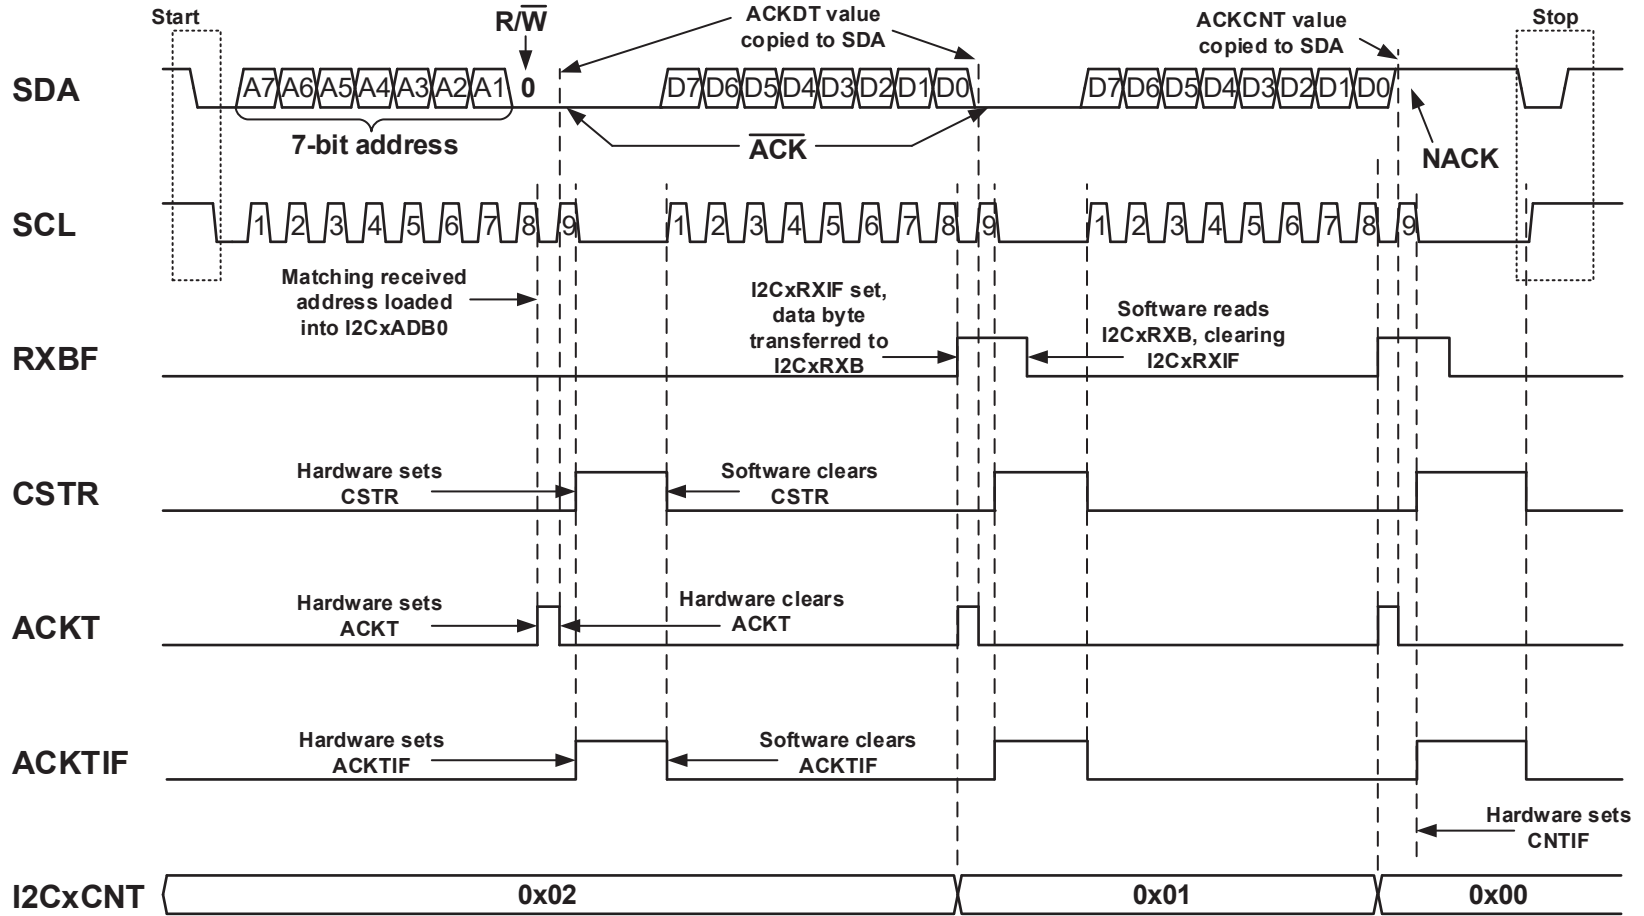 Start
R/W
ACKDT value
copied to SDA
ACKCNT value
copied to SDA
Stop
SDA
A7 A6 A5 A4 A3 A2 A1 0
D7 D6 D5 D4 D3 D2 D1 D0
D7 D6 D5 D4 D3 D2 D1 D0
7-bit address
ACK
NACK
SCL
1 2 3 4 5 6 7 8 9
1 2 3 4 5 6 7 8 9
1 2 3 4 5 6 7 8 9
Matching received
address loaded
into I2CxADB0
I2CxRXIF set,
data byte
transferred to
I2CxRXB
Software reads
I2CxRXB, clearing
I2CxRXIF
RXBF
Hardware sets
CSTR
Software clears
CSTR
CSTR
Hardware sets
ACKT
Hardware clears
ACKT
ACKT
Hardware sets
ACKTIF
Software clears
ACKTIF
ACKTIF
Hardware sets
CNTIF
I2CxCNT
0x02
0x01
0x00